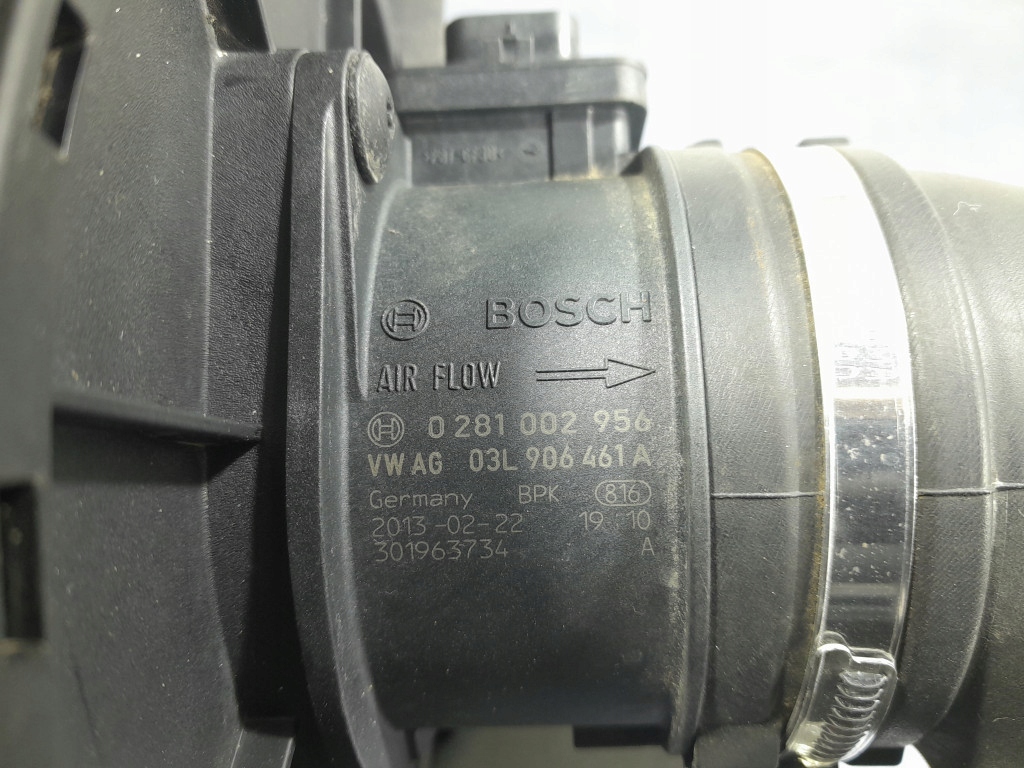 BOSCH
AIR FLOW
0 281 002 956
VW AG 03L 906 461 A
Germany BPK 816
2013-02-22 19:10
301963734 A